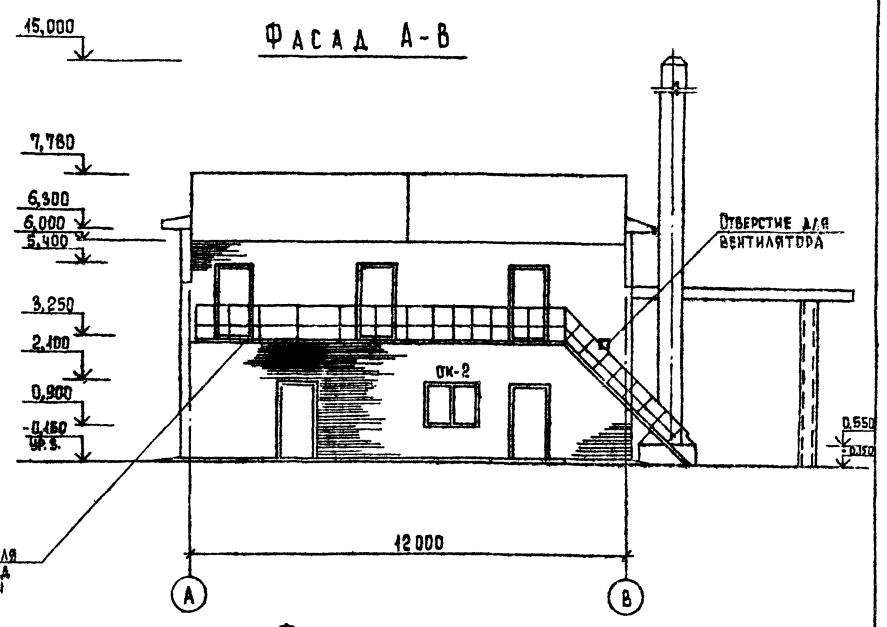 Фасад А-В
15,000
7,780
6,300
6,000
5,400
3,250
2,100
0,900
-0,150
УР.З.
Отверстие для
вентилятора
ОК-2
0,550
-0,150
12000
А
В